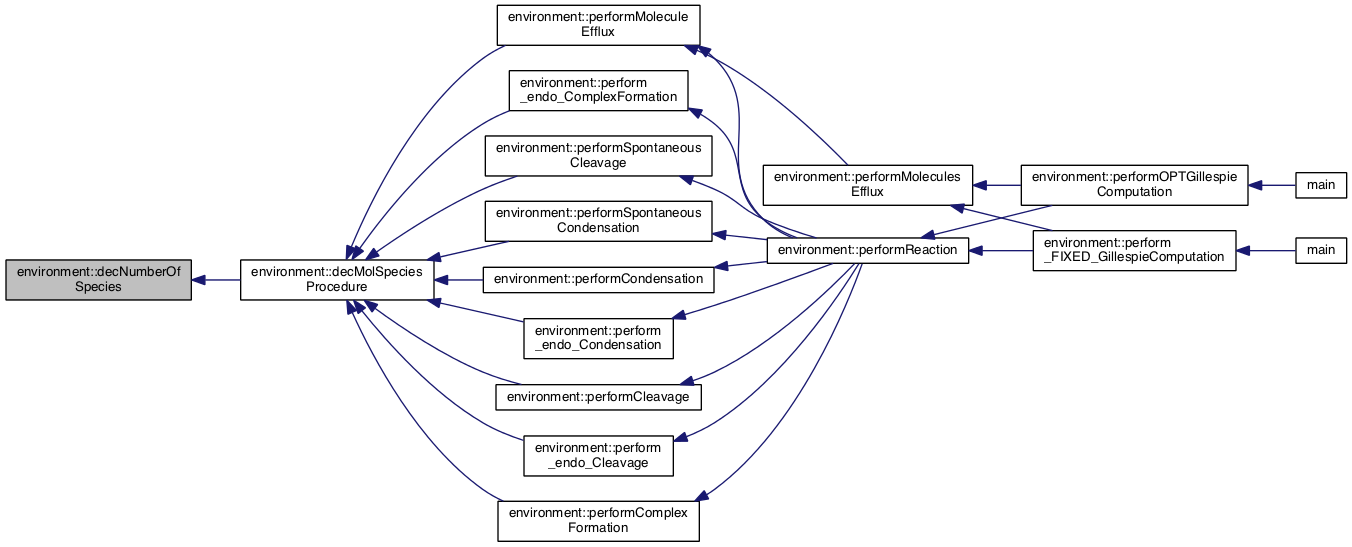 environment::decNumberOf
Species
environment::decMolSpecies
Procedure
environment::performMolecule
Efflux
environment::perform
_endo_ComplexFormation
environment::performSpontaneous
Cleavage
environment::performSpontaneous
Condensation
environment::performCondensation
environment::perform
_endo_Condensation
environment::performCleavage
environment::perform
_endo_Cleavage
environment::performComplex
Formation
environment::performMolecules
Efflux
environment::performReaction
environment::performOPTGillespie
Computation
environment::perform
_FIXED_GillespieComputation
main
main